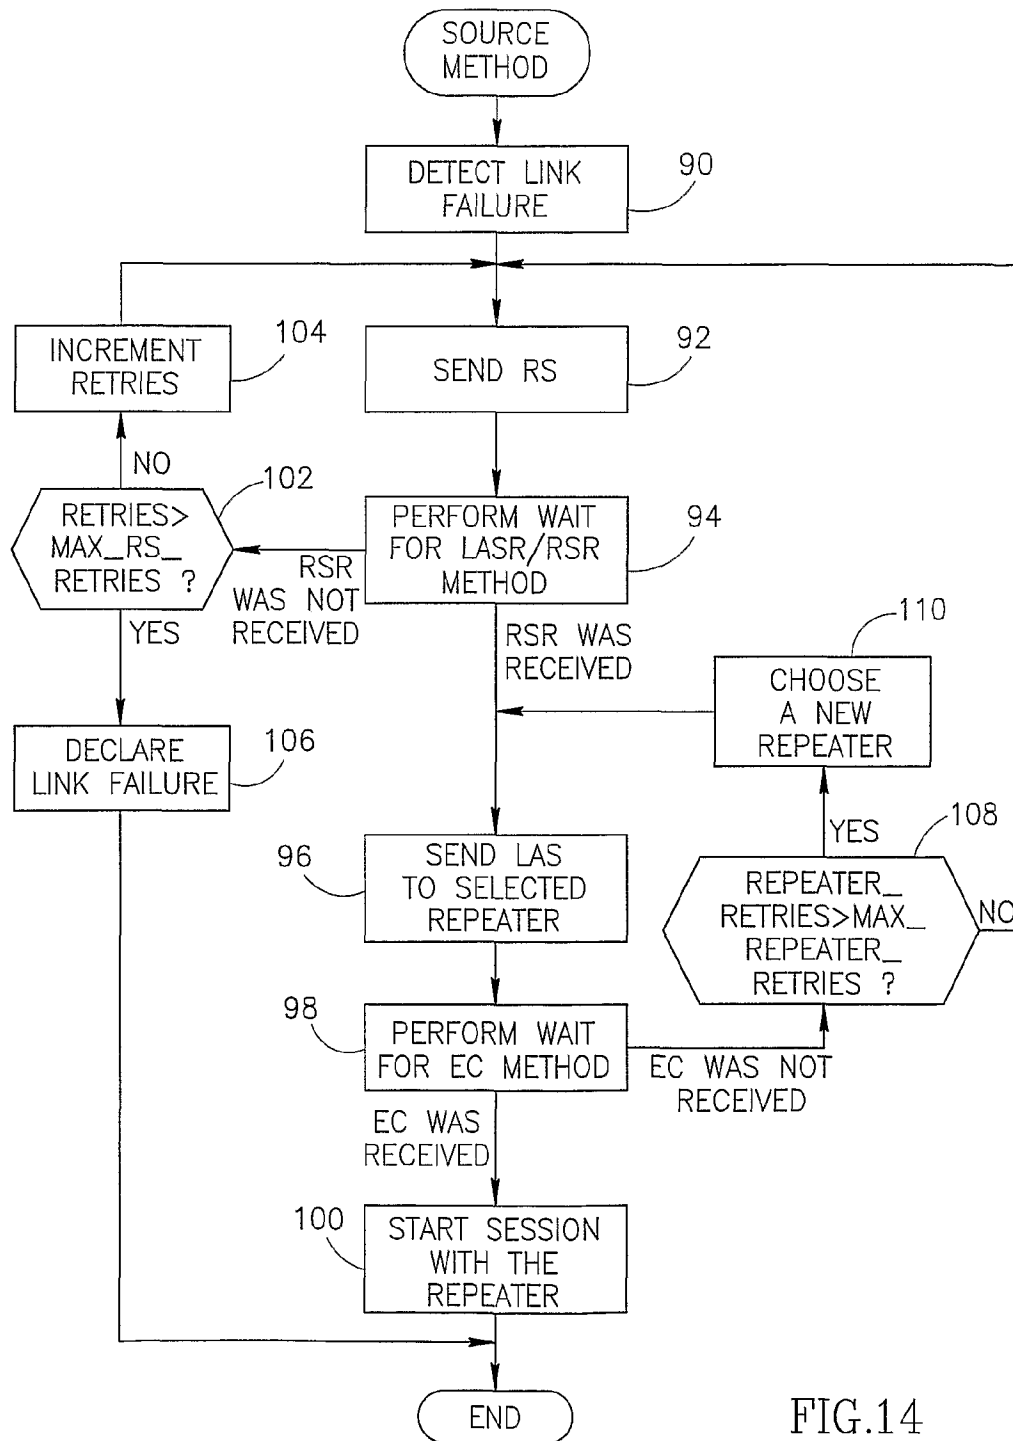 SOURCE
METHOD
DETECT LINK
FAILURE
90
INCREMENT
RETRIES
104
SEND RS
92
NO
RETRIES>
MAX_RS_
RETRIES ?
102
PERFORM WAIT
FOR LASR/RSR
METHOD
94
RSR
WAS NOT
RECEIVED
YES
RSR WAS
RECEIVED
110
CHOOSE
A NEW
REPEATER
DECLARE
LINK FAILURE
106
YES
108
96
SEND LAS
TO SELECTED
REPEATER
REPEATER_
RETRIES>MAX_
REPEATER_
RETRIES ?
NO
98
PERFORM WAIT
FOR EC METHOD
EC WAS NOT
RECEIVED
EC WAS
RECEIVED
100
START SESSION
WITH THE
REPEATER
END
FIG.14